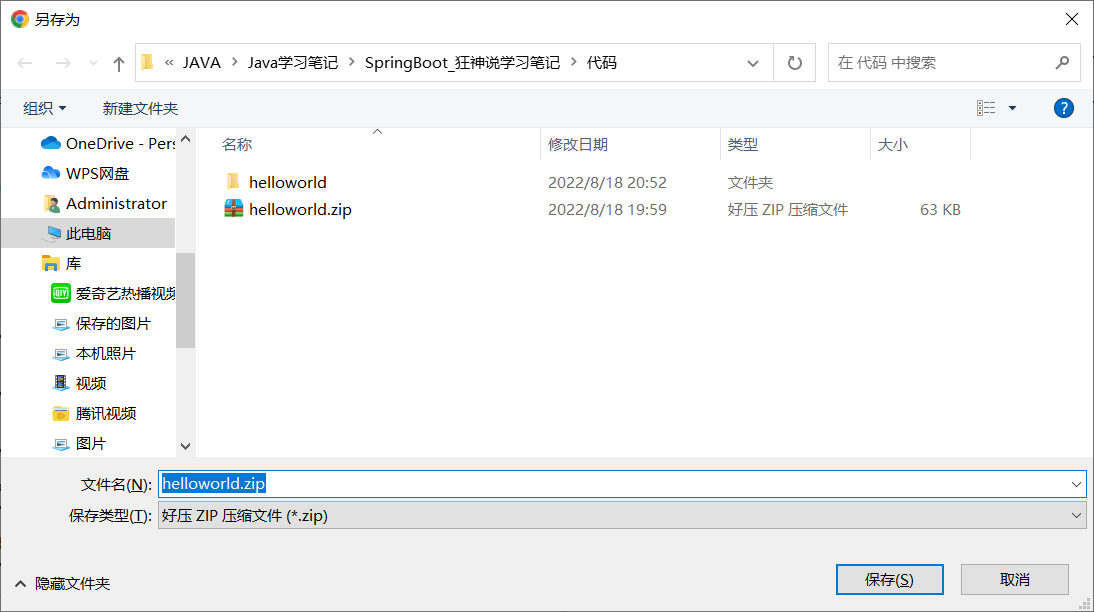 另存为
« JAVA > Java学习笔记 > SpringBoot_狂神说学习笔记 > 代码
在 代码 中搜索
组织 新建文件夹
名称 修改日期 类型 大小
OneDrive - Pers
WPS网盘
Administrator
此电脑
库
爱奇艺热播视频
保存的图片
本机照片
视频
腾讯视频
图片
helloworld 2022/8/18 20:52 文件夹
helloworld.zip 2022/8/18 19:59 好压 ZIP 压缩文件 63 KB
文件名(N): helloworld.zip
保存类型(T): 好压 ZIP 压缩文件 (*.zip)
隐藏文件夹
保存(S) 取消